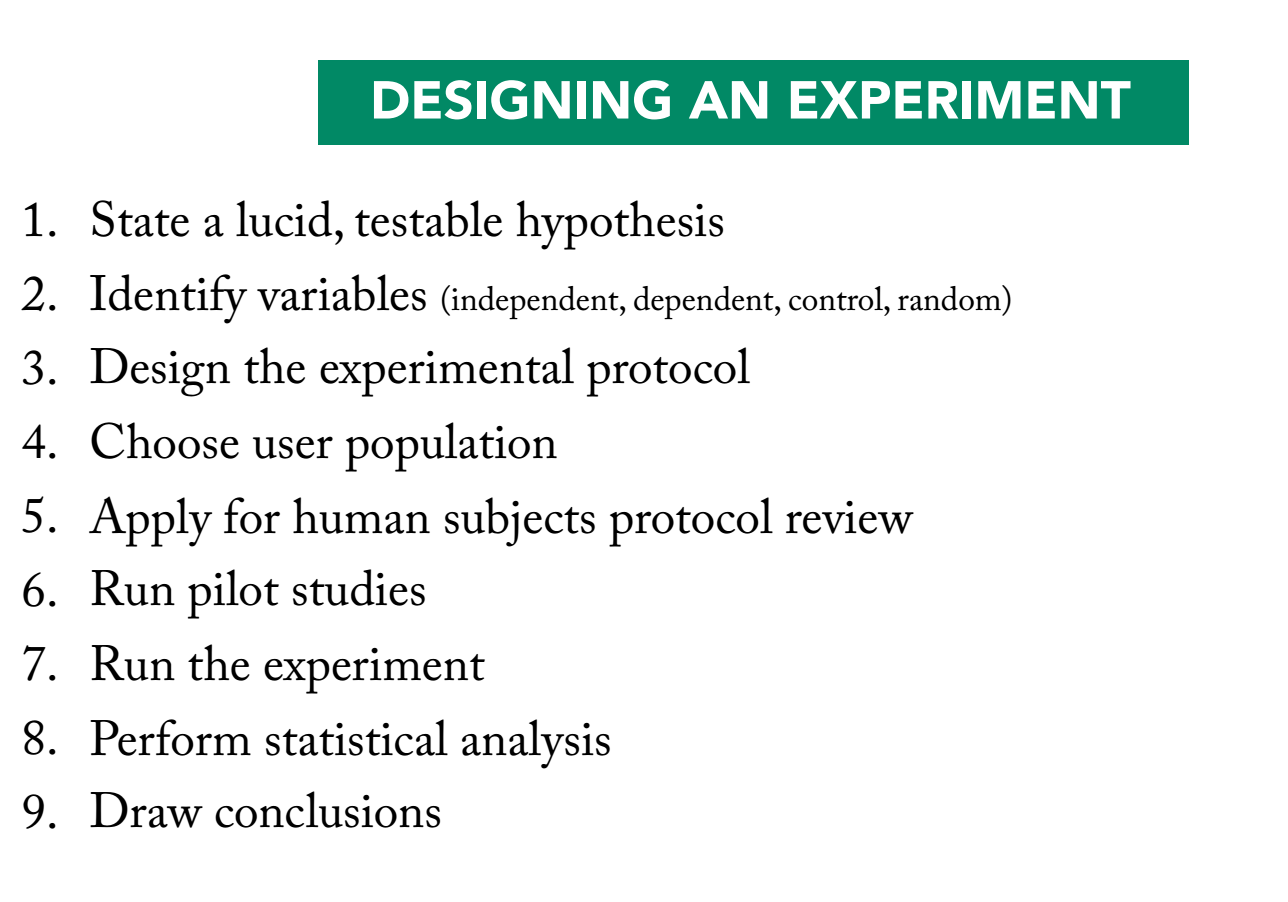 DESIGNING AN EXPERIMENT
1. State a lucid, testable hypothesis
2. Identify variables (independent, dependent, control, random)
3. Design the experimental protocol
4. Choose user population
5. Apply for human subjects protocol review
6. Run pilot studies
7. Run the experiment
8. Perform statistical analysis
9. Draw conclusions